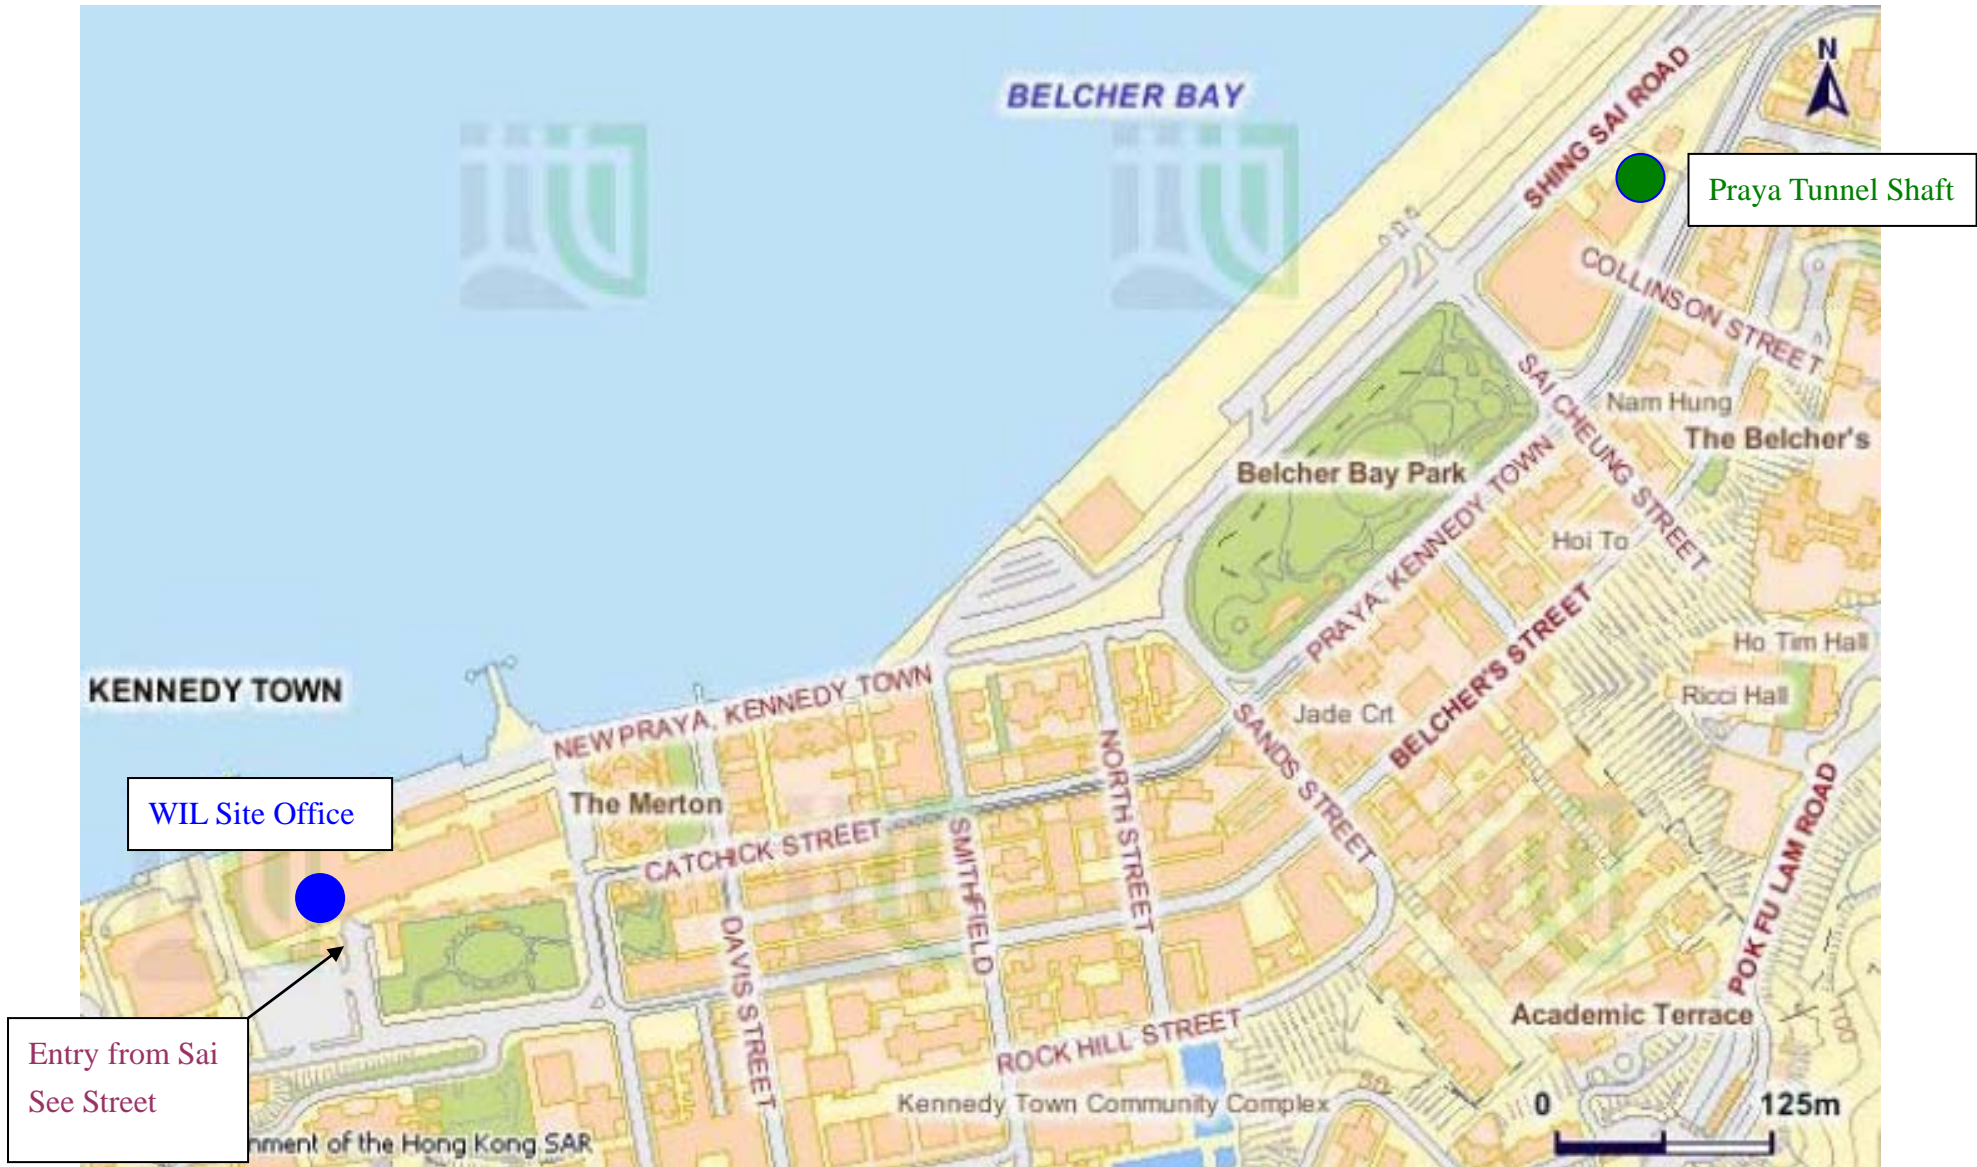 BELCHER BAY
N
SHING SAI ROAD
Praya Tunnel Shaft
COLLINSON STREET
SAI CHEUNG STREET
Nam Hung
The Belcher's
Belcher Bay Park
PRAYA, KENNEDY TOWN
Hoi To
BELCHER'S STREET
Ho Tim Hall
Ricci Hall
KENNEDY TOWN
NEW PRAYA, KENNEDY TOWN
Jade Crt
SANDS STREET
NORTH STREET
WIL Site Office
The Merton
CATCHICK STREET
SMITHFIELD
POK FU LAM ROAD
DAVIS STREET
Academic Terrace
100
Entry from Sai
See Street
ROCK HILL STREET
Kennedy Town Community Complex
0
125m
nment of the Hong Kong SAR